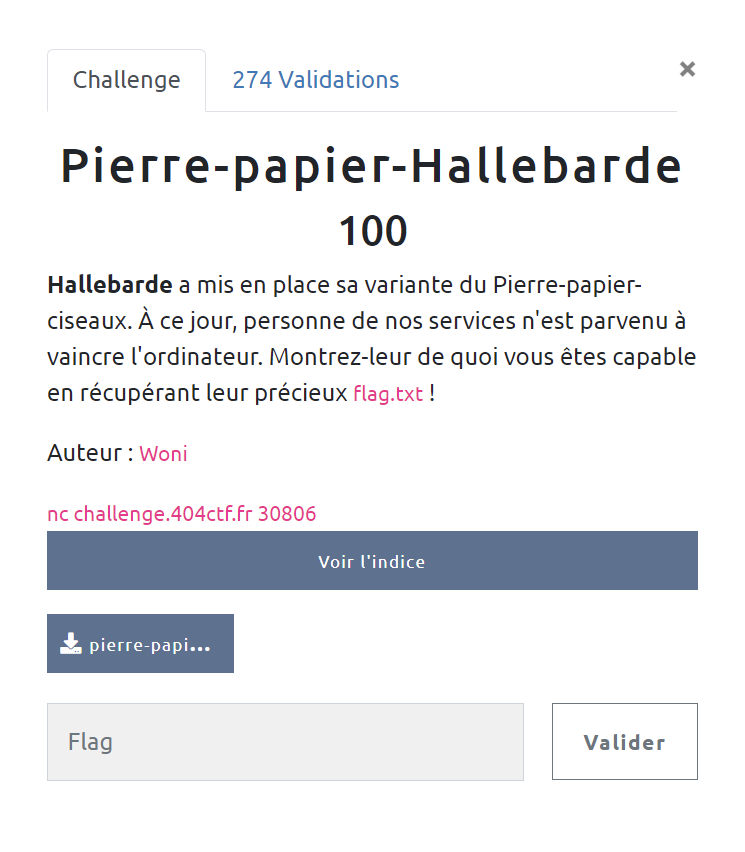 Challenge
274 Validations
×
Pierre-papier-Hallebarde
100
Hallebarde a mis en place sa variante du Pierre-papier-
ciseaux. À ce jour, personne de nos services n'est parvenu à
vaincre l'ordinateur. Montrez-leur de quoi vous êtes capable
en récupérant leur précieux flag.txt !
Auteur : Woni
nc challenge.404ctf.fr 30806
Voir l'indice
pierre-papi...
Flag
Valider